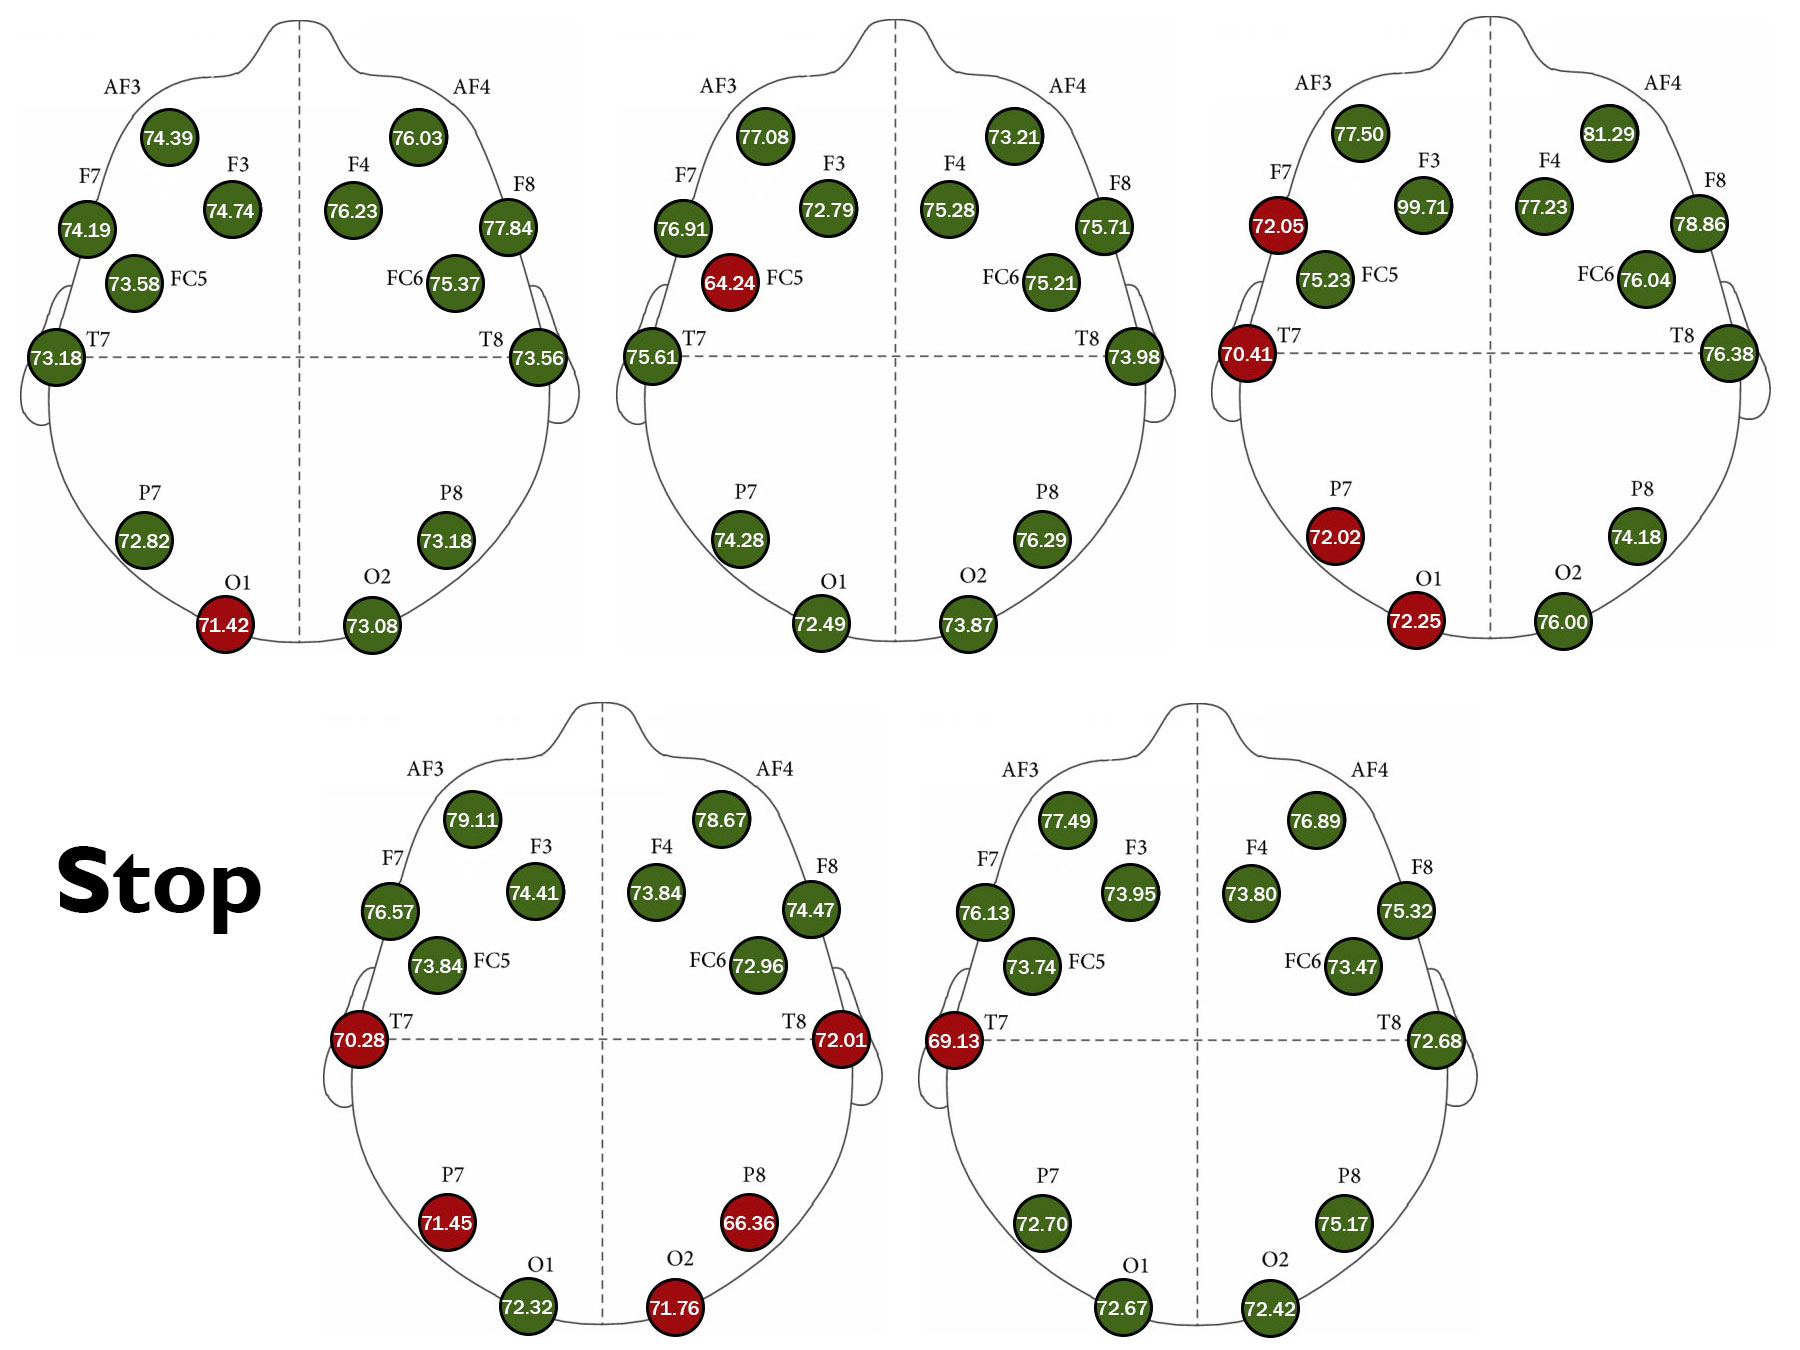 AF3 AF4
74.39 76.03
F7 F3 F4 F8
74.19 74.74 76.23 77.84
73.58 FC5 FC6 75.37
73.18 T7 T8 73.56
P7 P8
72.82 73.18
O1 O2
71.42 73.08
AF3 AF4
77.08 73.21
F7 F3 F4 F8
76.91 72.79 75.28 75.71
64.24 FC5 FC6 75.21
75.61 T7 T8 73.98
P7 P8
74.28 76.29
O1 O2
72.49 73.87
AF3 AF4
77.50 81.29
F7 F3 F4 F8
72.05 99.71 77.23 78.86
75.23 FC5 FC6 76.04
70.41 T7 T8 76.38
P7 P8
72.02 74.18
O1 O2
72.25 76.00
Stop
AF3 AF4
79.11 78.67
F7 F3 F4 F8
76.57 74.41 73.84 74.47
73.84 FC5 FC6 72.96
70.28 T7 T8 72.01
P7 P8
71.45 66.36
O1 O2
72.32 71.76
AF3 AF4
77.49 76.89
F7 F3 F4 F8
76.13 73.95 73.80 75.32
73.74 FC5 FC6 73.47
69.13 T7 T8 72.68
P7 P8
72.70 75.17
O1 O2
72.67 72.42